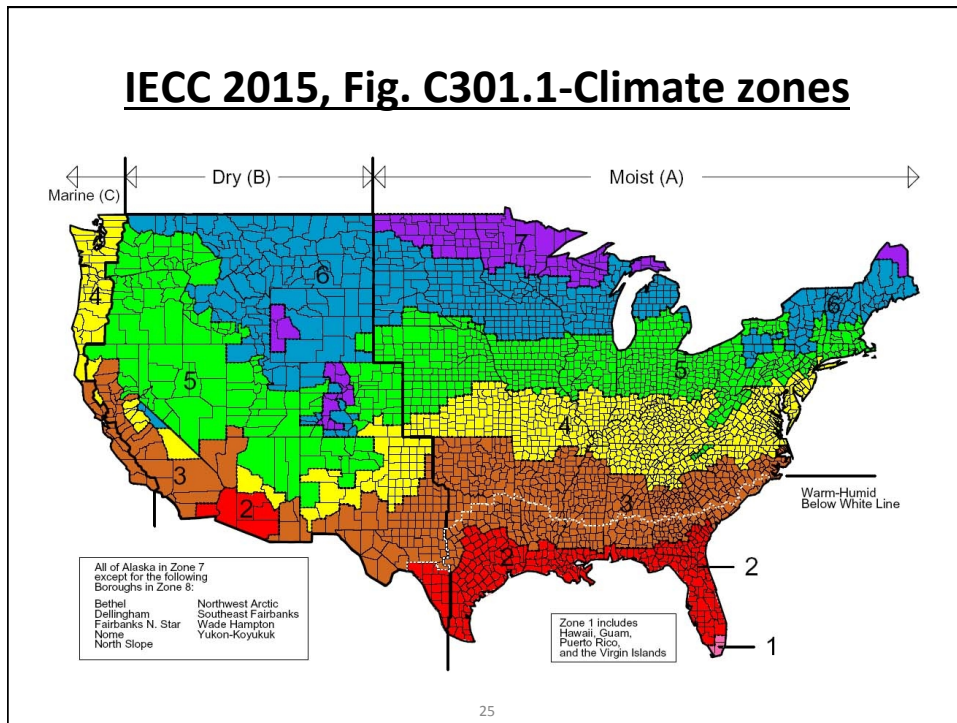 IECC 2015, Fig. C301.1-Climate zones
Marine (C)
Dry (B)
Moist (A)
7
6
4
6
5
5
4
3
3
2
2
Warm-Humid
Below White Line
2
1
All of Alaska in Zone 7
except for the following
Boroughs in Zone 8:
Bethel Northwest Arctic
Dellingham Southeast Fairbanks
Fairbanks N. Star Wade Hampton
Nome Yukon-Koyukuk
North Slope
Zone 1 includes
Hawaii, Guam,
Puerto Rico,
and the Virgin Islands
25